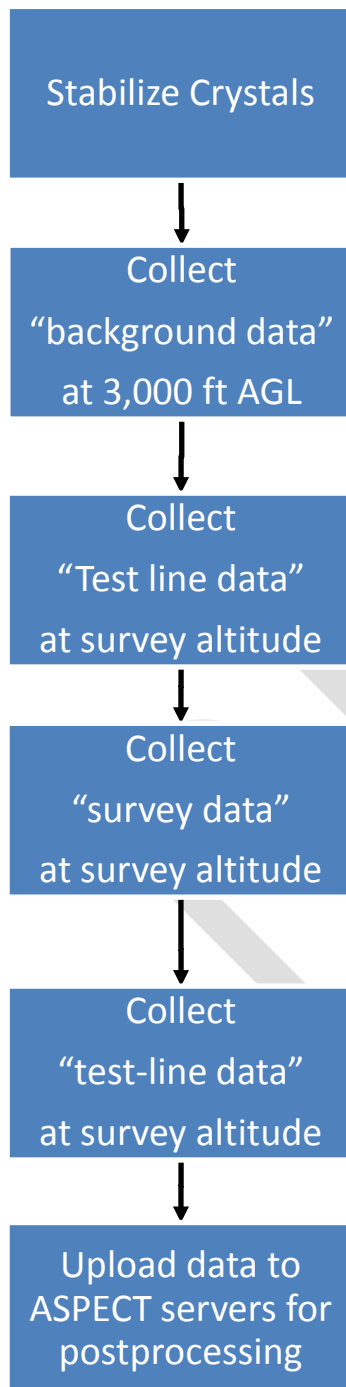 Stabilize Crystals
Collect
“background data”
at 3,000 ft AGL
Collect
“Test line data”
at survey altitude
Collect
“survey data”
at survey altitude
Collect
“test-line data”
at survey altitude
Upload data to
ASPECT servers for
postprocessing